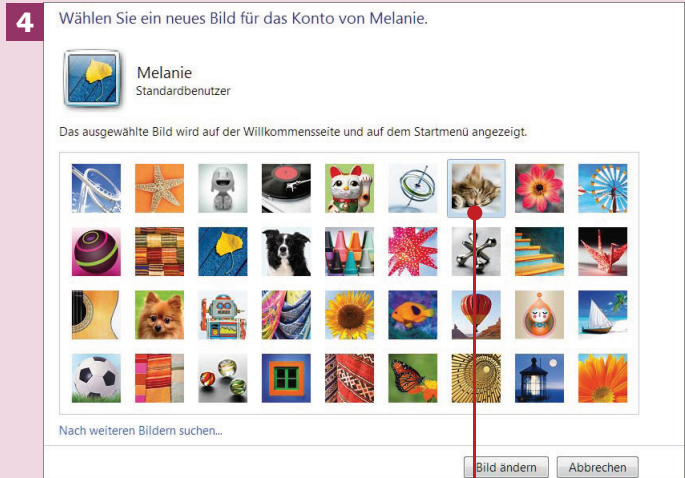 4
Wählen Sie ein neues Bild für das Konto von Melanie.
Melanie
Standardbenutzer
Das ausgewählte Bild wird auf der Willkommensseite und auf dem Startmenü angezeigt.
Nach weiteren Bildern suchen...
Bild ändern Abbrechen